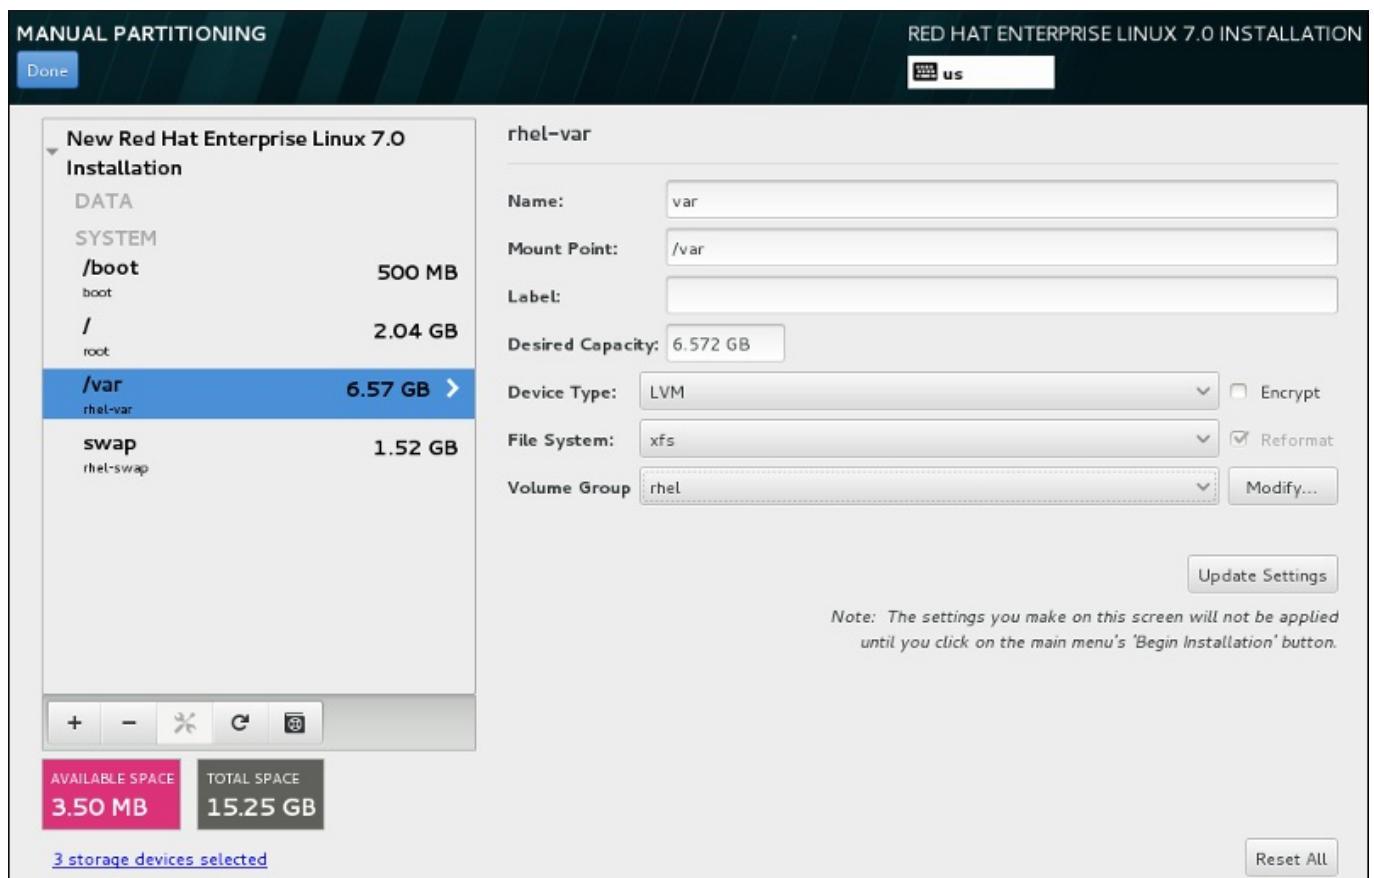 MANUAL PARTITIONING
RED HAT ENTERPRISE LINUX 7.0 INSTALLATION
Done
us
New Red Hat Enterprise Linux 7.0
Installation
DATA
SYSTEM
/boot
500 MB
boot
/
2.04 GB
root
/var
6.57 GB
rhel-var
swap
1.52 GB
rhel-swap
+ −
AVAILABLE SPACE
3.50 MB
TOTAL SPACE
15.25 GB
3 storage devices selected
rhel-var
Name: var
Mount Point: /var
Label:
Desired Capacity: 6.572 GB
Device Type: LVM Encrypt
File System: xfs Reformat
Volume Group rhel Modify...
Update Settings
Note: The settings you make on this screen will not be applied
until you click on the main menu's 'Begin Installation' button.
Reset All